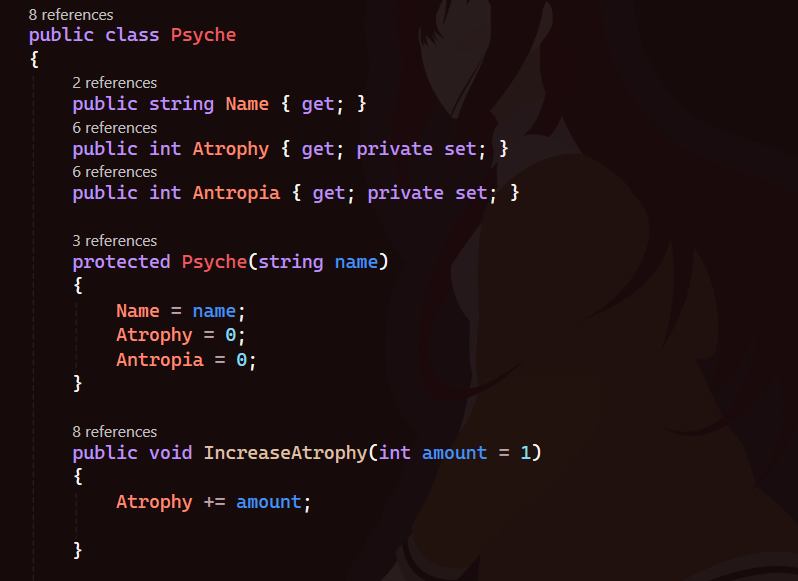 8 references
public class Psyche
{
2 references
public string Name { get; }
6 references
public int Atrophy { get; private set; }
6 references
public int Antropia { get; private set; }
3 references
protected Psyche(string name)
{
Name = name;
Atrophy = 0;
Antropia = 0;
}
8 references
public void IncreaseAtrophy(int amount = 1)
{
Atrophy += amount;
}